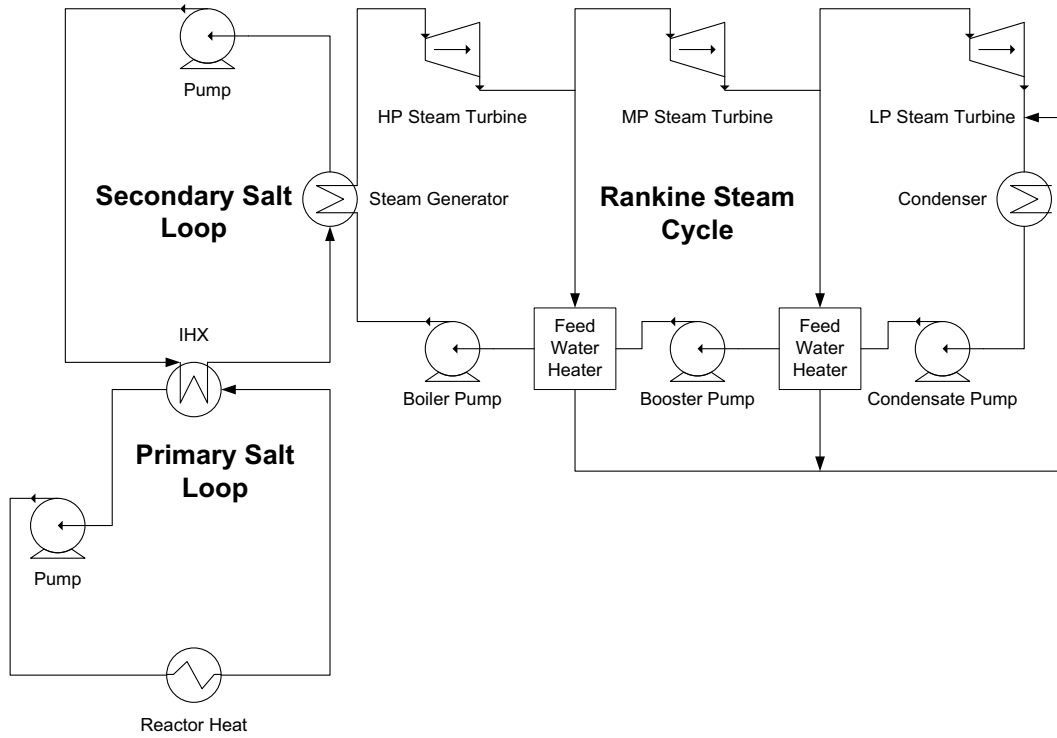 Pump
HP Steam Turbine
MP Steam Turbine
LP Steam Turbine
Secondary Salt
Loop
Steam Generator
Rankine Steam
Cycle
Condenser
IHX
Feed
Water
Heater
Feed
Water
Heater
Boiler Pump
Booster Pump
Condensate Pump
Primary Salt
Loop
Pump
Reactor Heat